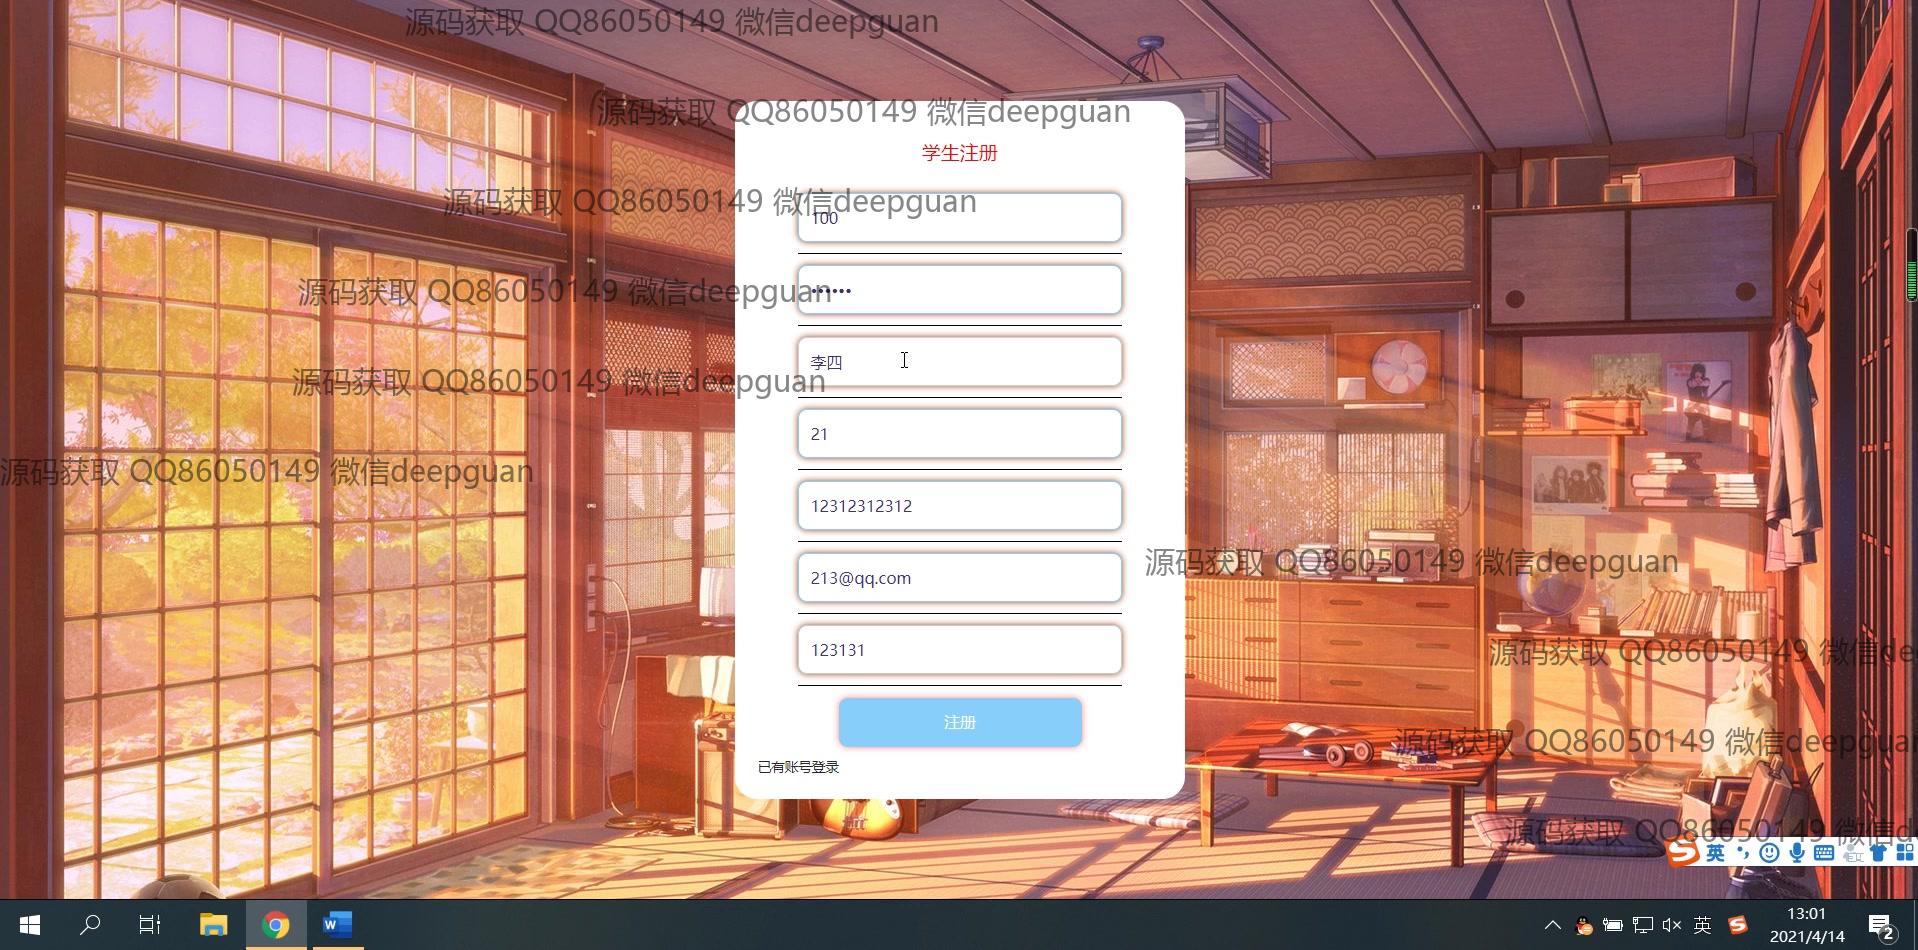 源码获取 QQ86050149 微信deepguan
源码获取 QQ86050149 微信deepguan
学生注册
源码获取 QQ86050149 微信deepguan
100
源码获取 QQ86050149 微信deepguan
••••••
李四
源码获取 QQ86050149 微信deepguan
21
源码获取 QQ86050149 微信deepguan
12312312312
源码获取 QQ86050149 微信deepguan
213@qq.com
123131
源码获取 QQ86050149 微信de
注册
源码获取 QQ86050149 微信deepguan
已有账号登录
源码获取 QQ86050149 微信d
英
W
英
13:01
2021/4/14
2